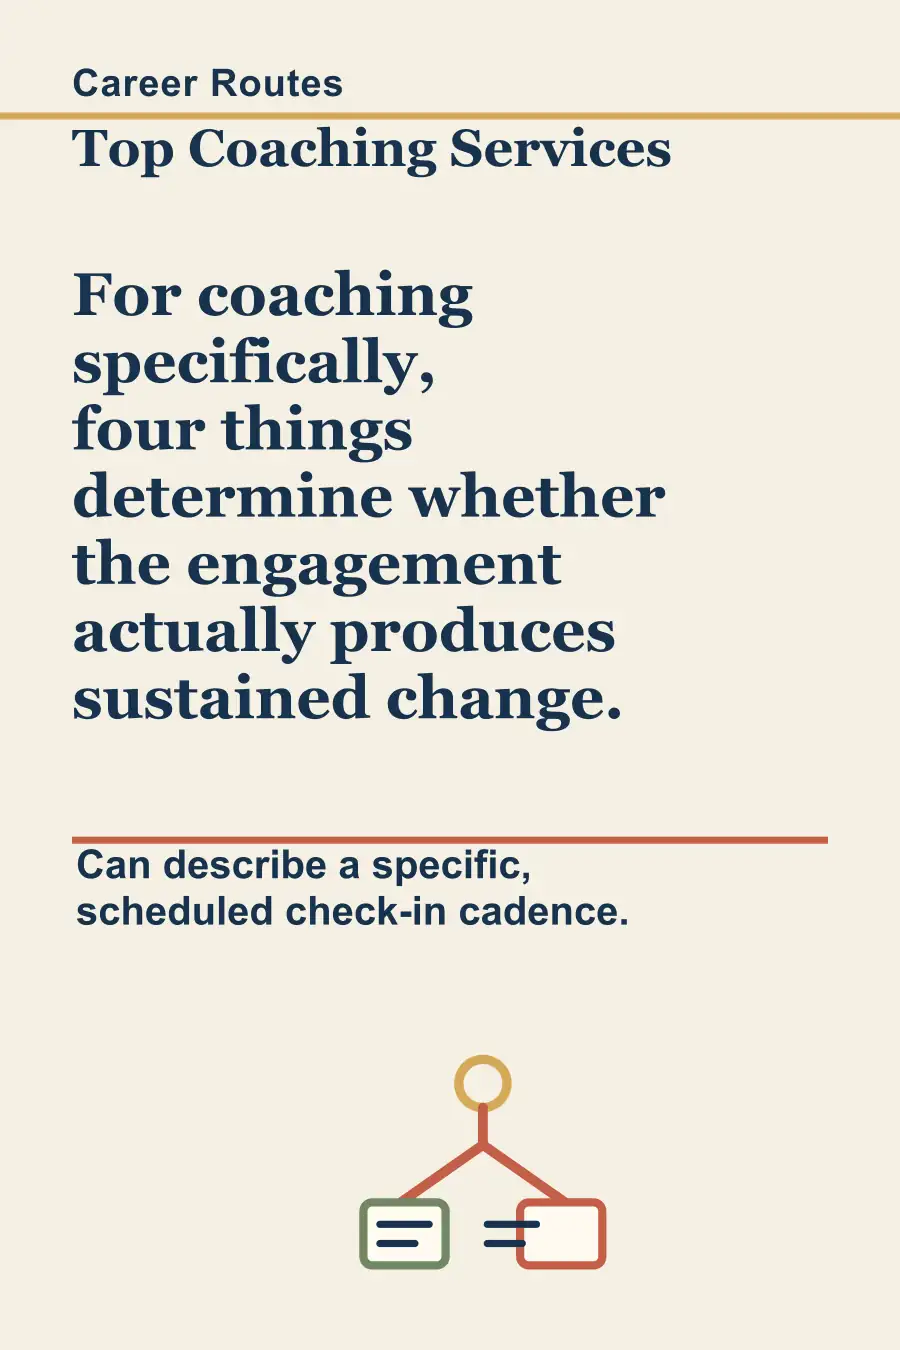 Career Routes
Top Coaching Services
For coaching
specifically,
four things
determine whether
the engagement
actually produces
sustained change.
Can describe a specific,
scheduled check-in cadence.